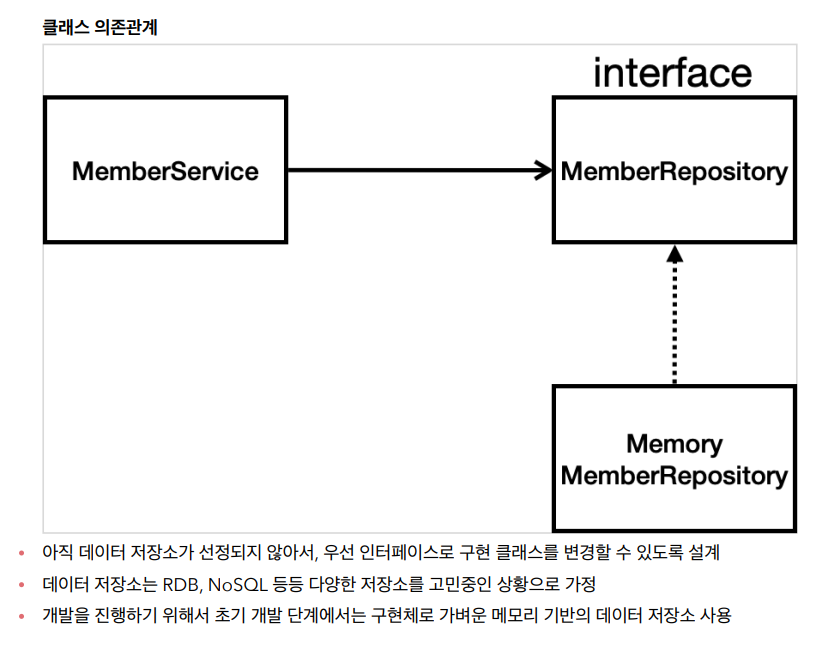 클래스 의존관계
interface
MemberService
MemberRepository
Memory
MemberRepository
아직 데이터 저장소가 선정되지 않아서, 우선 인터페이스로 구현 클래스를 변경할 수 있도록 설계
데이터 저장소는 RDB, NoSQL 등등 다양한 저장소를 고민중인 상황으로 가정
개발을 진행하기 위해서 초기 개발 단계에서는 구현체로 가벼운 메모리 기반의 데이터 저장소 사용